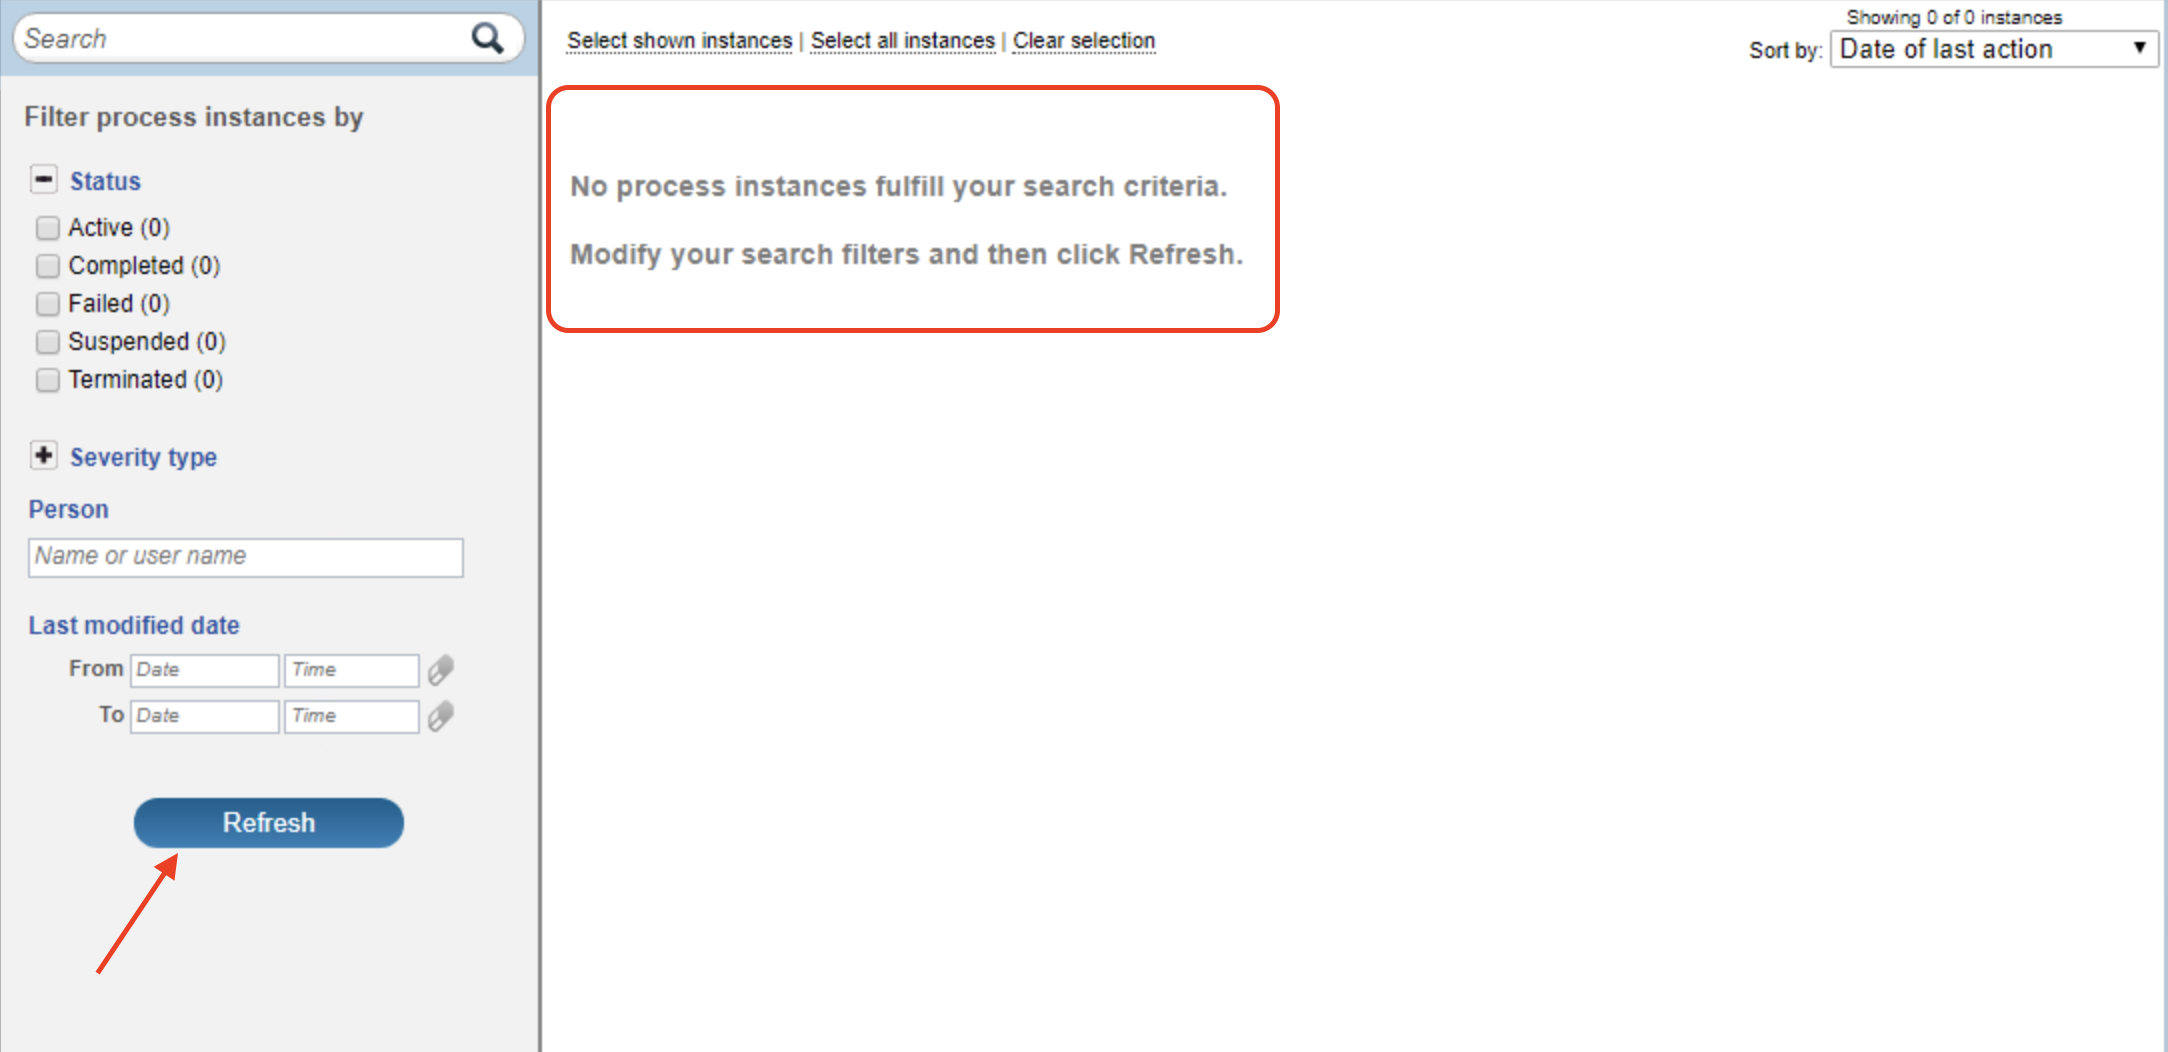 Search
Filter process instances by
Status
Active (0)
Completed (0)
Failed (0)
Suspended (0)
Terminated (0)
Severity type
Person
Name or user name
Last modified date
From Date Time
To Date Time
Refresh
Select shown instances | Select all instances | Clear selection
Showing 0 of 0 instances
Sort by: Date of last action
No process instances fulfill your search criteria.
Modify your search filters and then click Refresh.